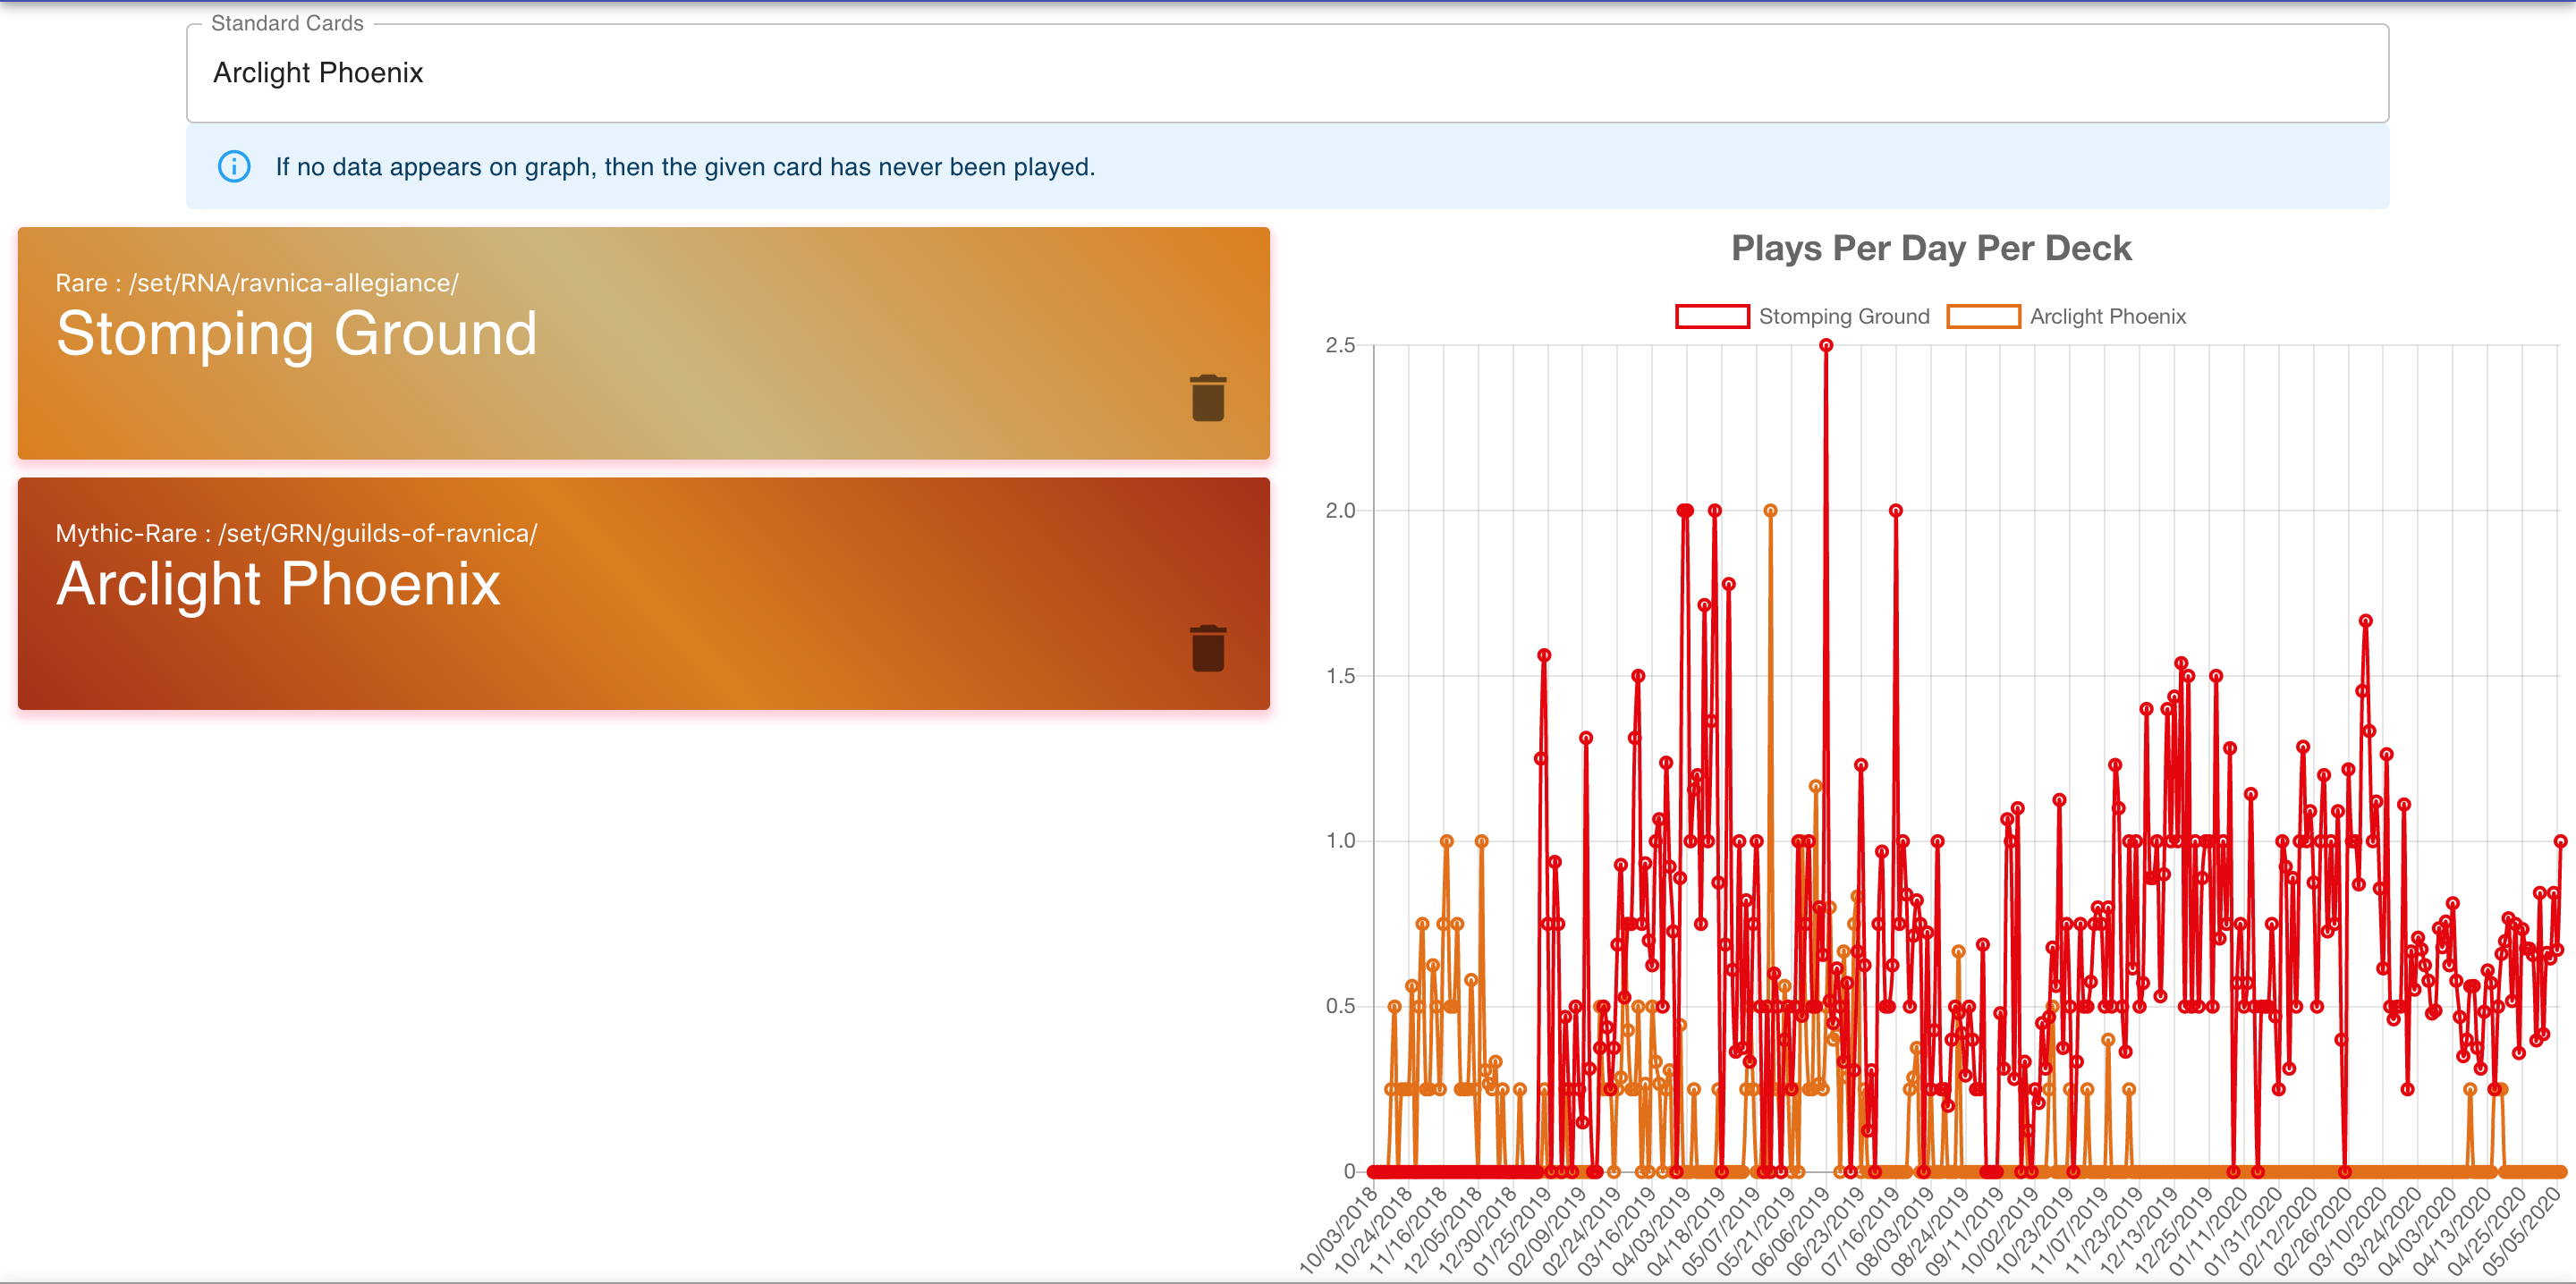 Standard Cards
Arclight Phoenix
If no data appears on graph, then the given card has never been played.
Rare : /set/RNA/ravnica-allegiance/
Stomping Ground
Mythic-Rare : /set/GRN/guilds-of-ravnica/
Arclight Phoenix
Plays Per Day Per Deck
Stomping Ground Arclight Phoenix
2.5
2.0
1.5
1.0
0.5
0
10/03/2018 10/24/2018 11/16/2018 12/05/2018 12/30/2018 01/25/2019 02/09/2019 02/24/2019 03/16/2019 04/03/2019 04/18/2019 05/07/2019 05/21/2019 06/06/2019 06/23/2019 07/16/2019 08/03/2019 08/24/2019 09/11/2019 10/02/2019 10/23/2019 11/07/2019 11/23/2019 12/13/2019 12/25/2019 01/11/2020 01/31/2020 02/12/2020 02/26/2020 03/10/2020 03/24/2020 04/03/2020 04/13/2020 04/25/2020 05/05/2020